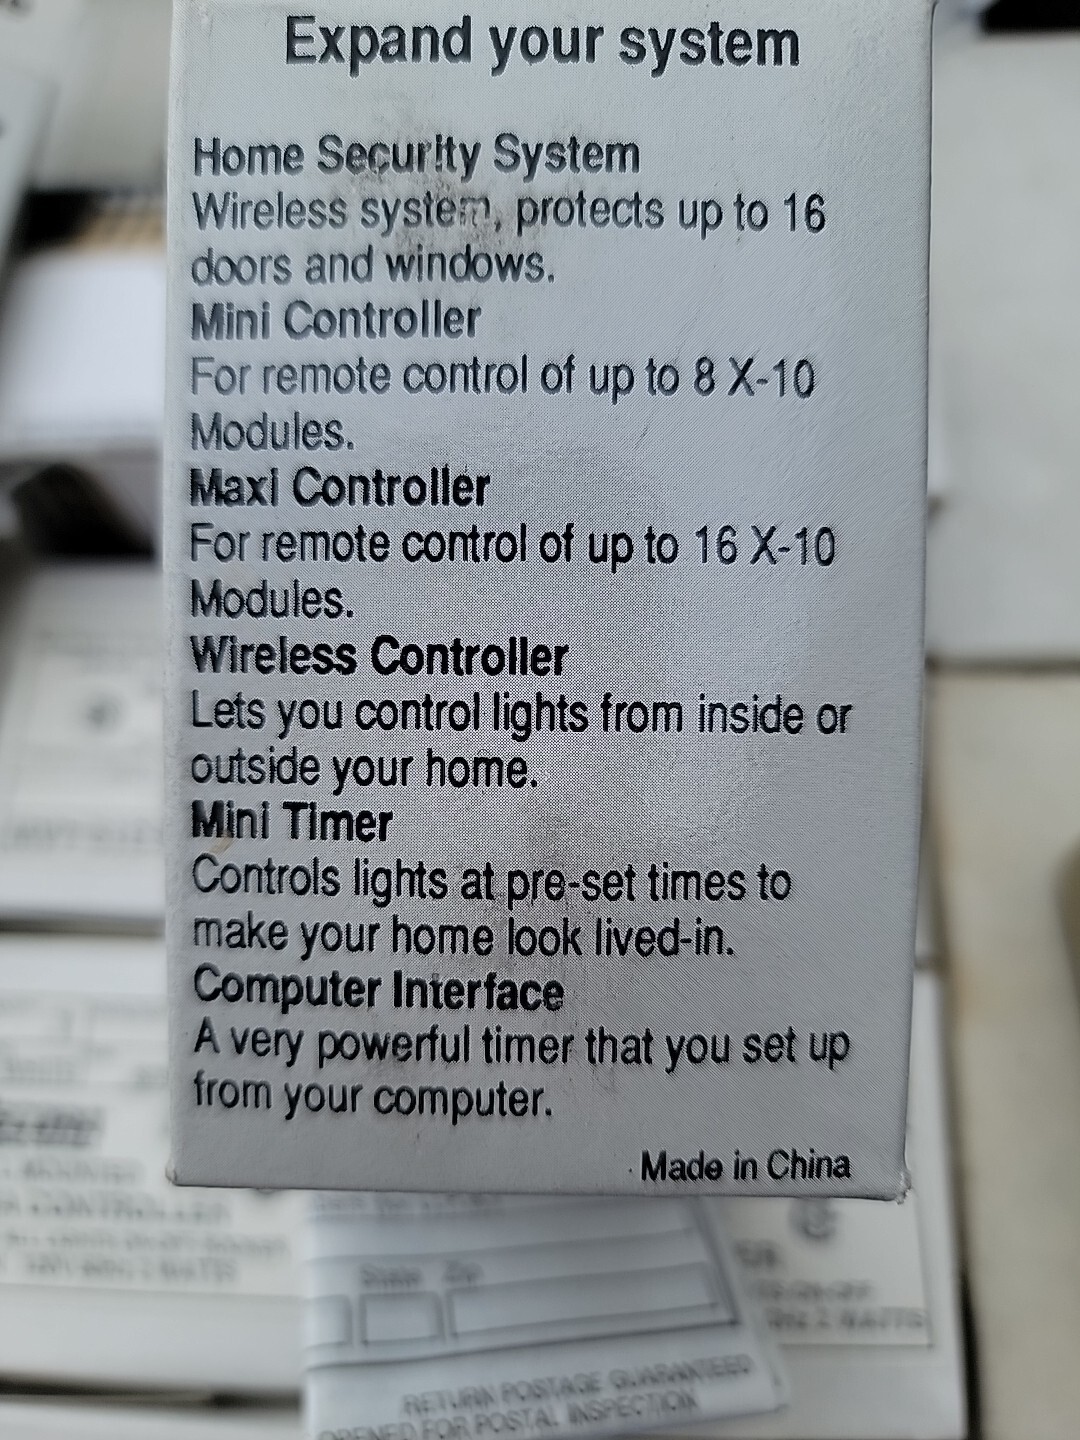 Expand your system
Home Security System
Wireless system, protects up to 16
doors and windows.
Mini Controller
For remote control of up to 8 X-10
Modules.
Maxi Controller
For remote control of up to 16 X-10
Modules.
Wireless Controller
Lets you control lights from inside or
outside your home.
Mini Timer
Controls lights at pre-set times to
make your home look lived-in.
Computer Interface
A very powerful timer that you set up
from your computer.
Made in China
State Zip
RETURN POSTAGE GUARANTEED
OPENED FOR POSTAL INSPECTION